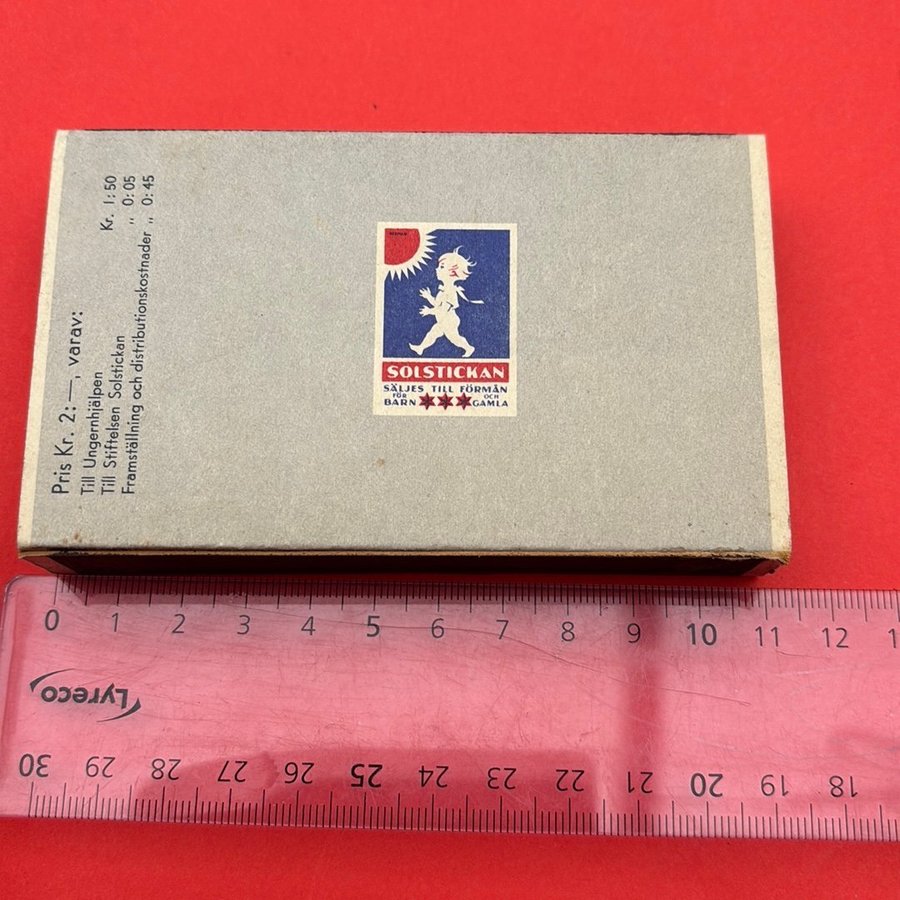 Pris Kr. 2:—, varav:
Till Ungernhjälpen Kr. 1:50
Till Stiftelsen Solstickan „ 0:05
Framställning och distributionskostnader „ 0:45
SOLSTICKAN
SÄLJES TILL FÖRMÅN
FÖR BARN OCH GAMLA
0 1 2 3 4 5 6 7 8 9 10 11 12
Lyreco
30 29 28 27 26 25 24 23 22 21 20 19 18